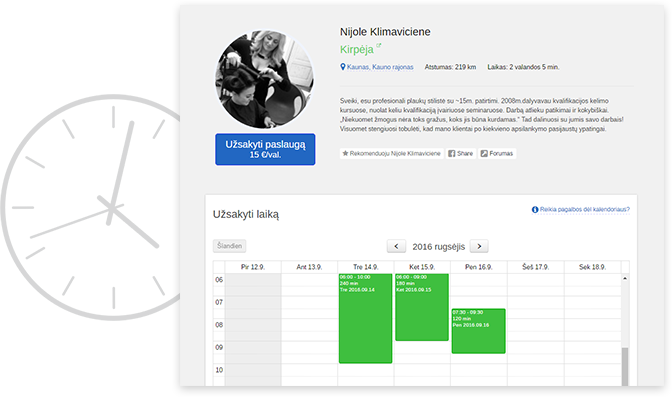 Nijole Klimaviciene
Kirpėja
Kaunas, Kauno rajonas Atstumas: 219 km Laikas: 2 valandos 5 min.
Sveiki, esu profesionali plaukų stilistė su ~15m. patirtimi. 2008m.dalyvavau kvalifikacijos kėlimo
kursuose, nuolat keliu kvalifikaciją įvairiuose seminaruose. Darbą atlieku patikimai ir kokybiškai.
„Niekuomet žmogus nėra toks gražus, koks jis būna kurdamas." Tad dalinuosi su jumis savo darbais!
Visuomet stengiuosi tobulėti, kad mano klientai po kiekvieno apsilankymo pasijaustų ypatingai.
Užsakyti paslaugą
15 €/val.
Rekomenduoju Nijole Klimaviciene Share Forumas
Užsakyti laiką
Reikia pagalbos dėl kalendoriaus?
Šiandien 2016 rugsėjis
Pir 12.9. Ant 13.9. Tre 14.9. Ket 15.9. Pen 16.9. Šeš 17.9. Sek 18.9.
06
07
08
09
10
06:00 - 10:00
240 min
Tre 2016.09.14
06:00 - 09:00
180 min
Ket 2016.09.15
07:30 - 09:30
120 min
Pen 2016.09.16